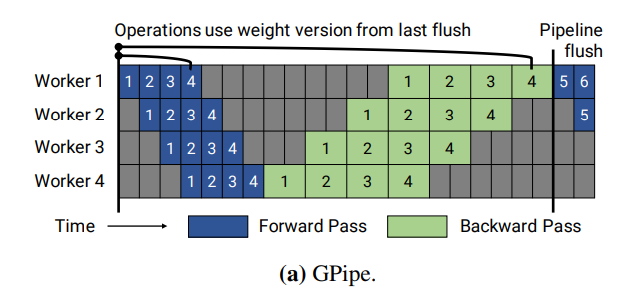 Operations use weight version from last flush
Pipeline
flush
Worker 1 1 2 3 4 1 2 3 4 5 6
Worker 2 1 2 3 4 1 2 3 4 5
Worker 3 1 2 3 4 1 2 3 4
Worker 4 1 2 3 4 1 2 3 4
Time Forward Pass Backward Pass
(a) GPipe.